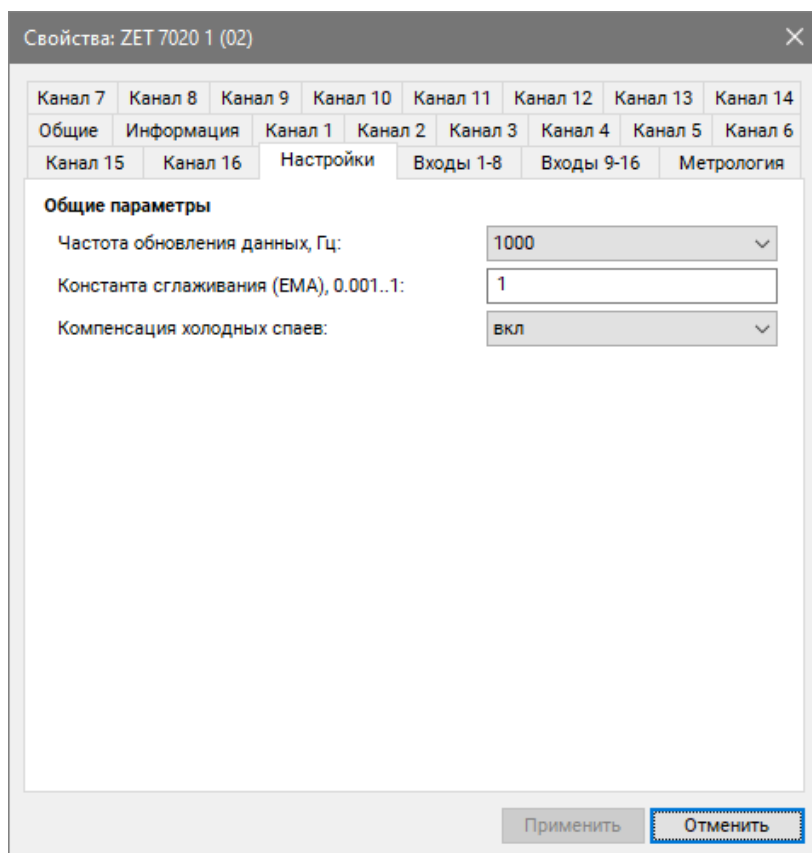 Свойства: ZET 7020 1 (02)
Канал 7 Канал 8 Канал 9 Канал 10 Канал 11 Канал 12 Канал 13 Канал 14
Общие Информация Канал 1 Канал 2 Канал 3 Канал 4 Канал 5 Канал 6
Канал 15 Канал 16 Настройки Входы 1-8 Входы 9-16 Метрология
Общие параметры
Частота обновления данных, Гц: 1000
Константа сглаживания (EMA), 0.001..1: 1
Компенсация холодных спаев: вкл
Применить Отменить